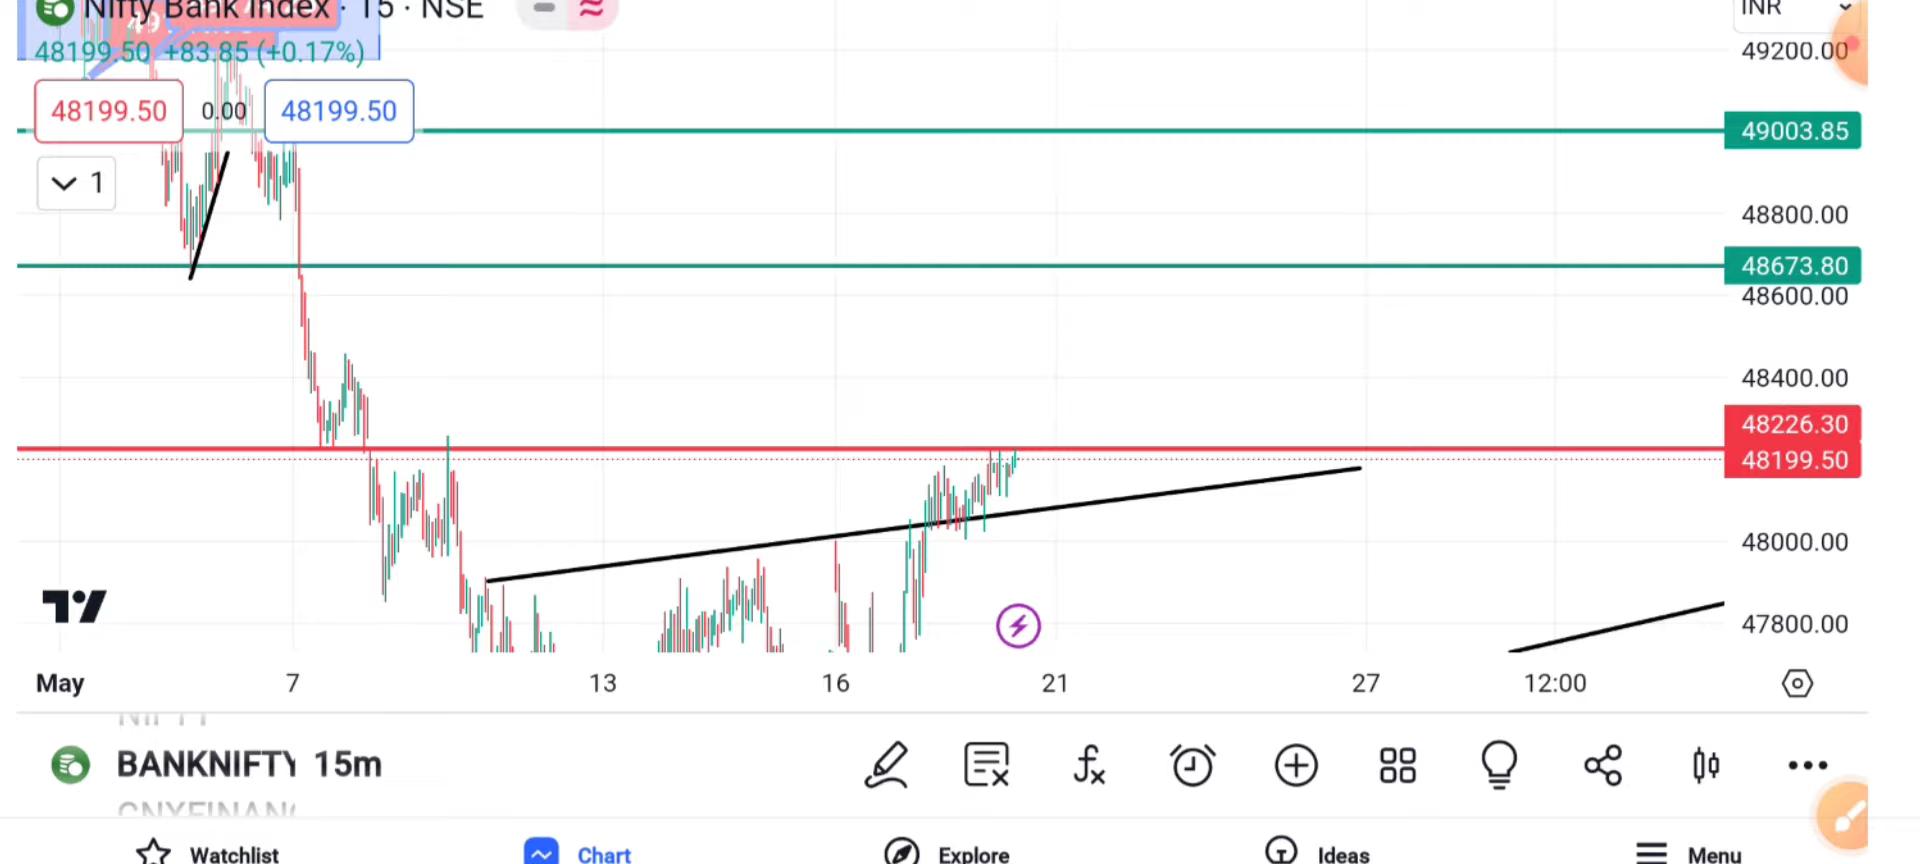 Nifty Bank Index · 15 · NSE
INR
48199.50 +83.85 (+0.17%)
49200.00
48199.50 0.00 48199.50
49003.85
1
48800.00
48673.80
48600.00
48400.00
48226.30
48199.50
48000.00
47800.00
May 7 13 16 21 27 12:00
NIFTY
BANKNIFTY 15m
Watchlist Chart Explore Ideas Menu